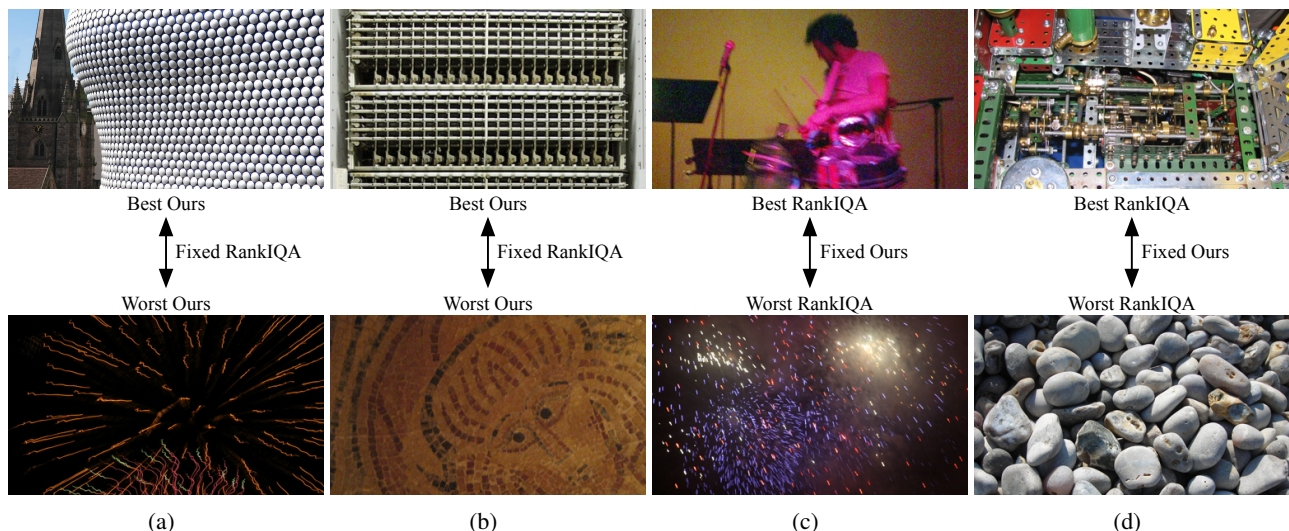 Best Ours
Best Ours
Best RankIQA
Best RankIQA
Fixed RankIQA
Fixed RankIQA
Fixed Ours
Fixed Ours
Worst Ours
Worst Ours
Worst RankIQA
Worst RankIQA
(a)
(b)
(c)
(d)